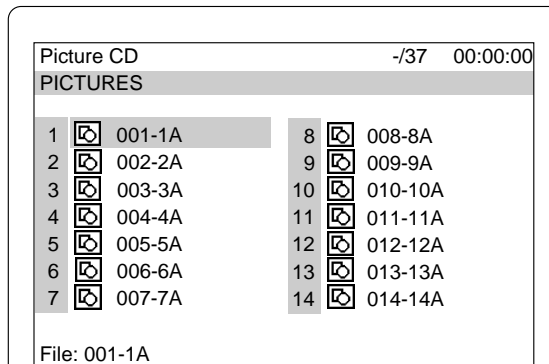 Picture CD -/37 00:00:00
PICTURES
1 001-1A
2 002-2A
3 003-3A
4 004-4A
5 005-5A
6 006-6A
7 007-7A
8 008-8A
9 009-9A
10 010-10A
11 011-11A
12 012-12A
13 013-13A
14 014-14A
File: 001-1A